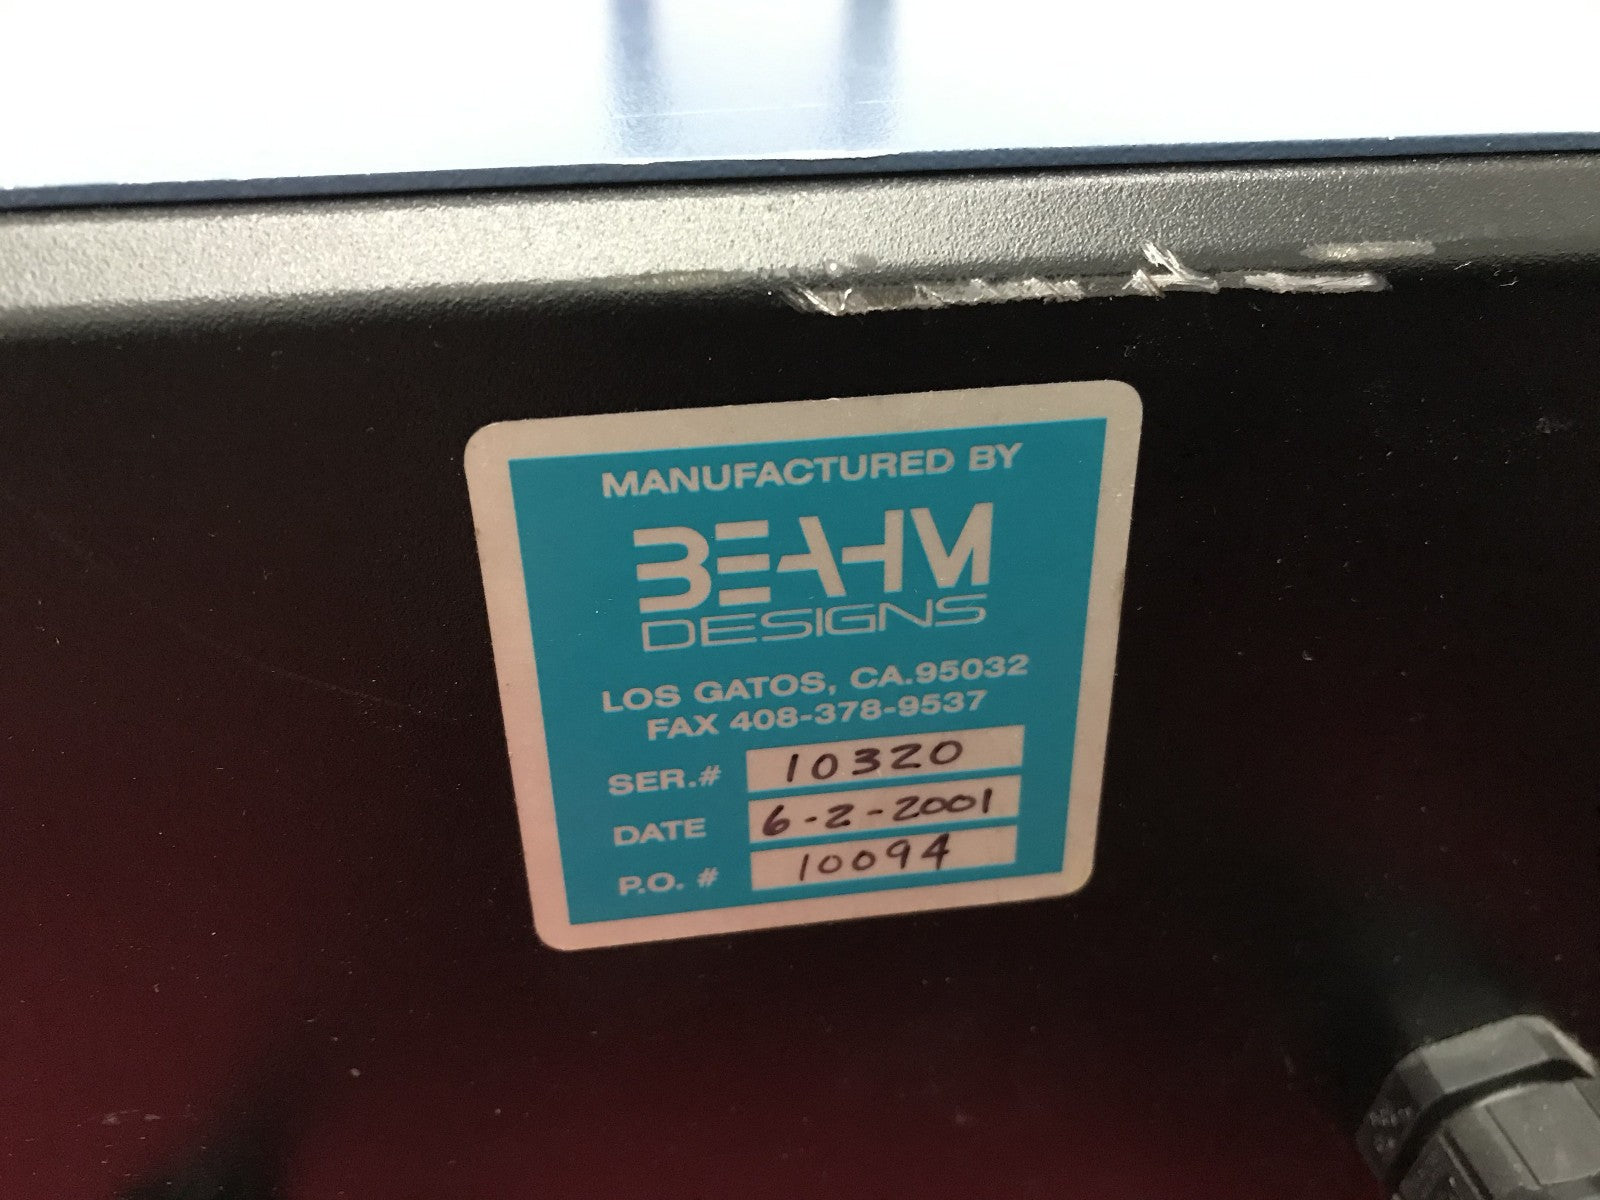 MANUFACTURED BY
BEAHM
DESIGNS
LOS GATOS, CA.95032
FAX 408-378-9537
SER.# 10320
DATE 6-2-2001
P.O. # 10094